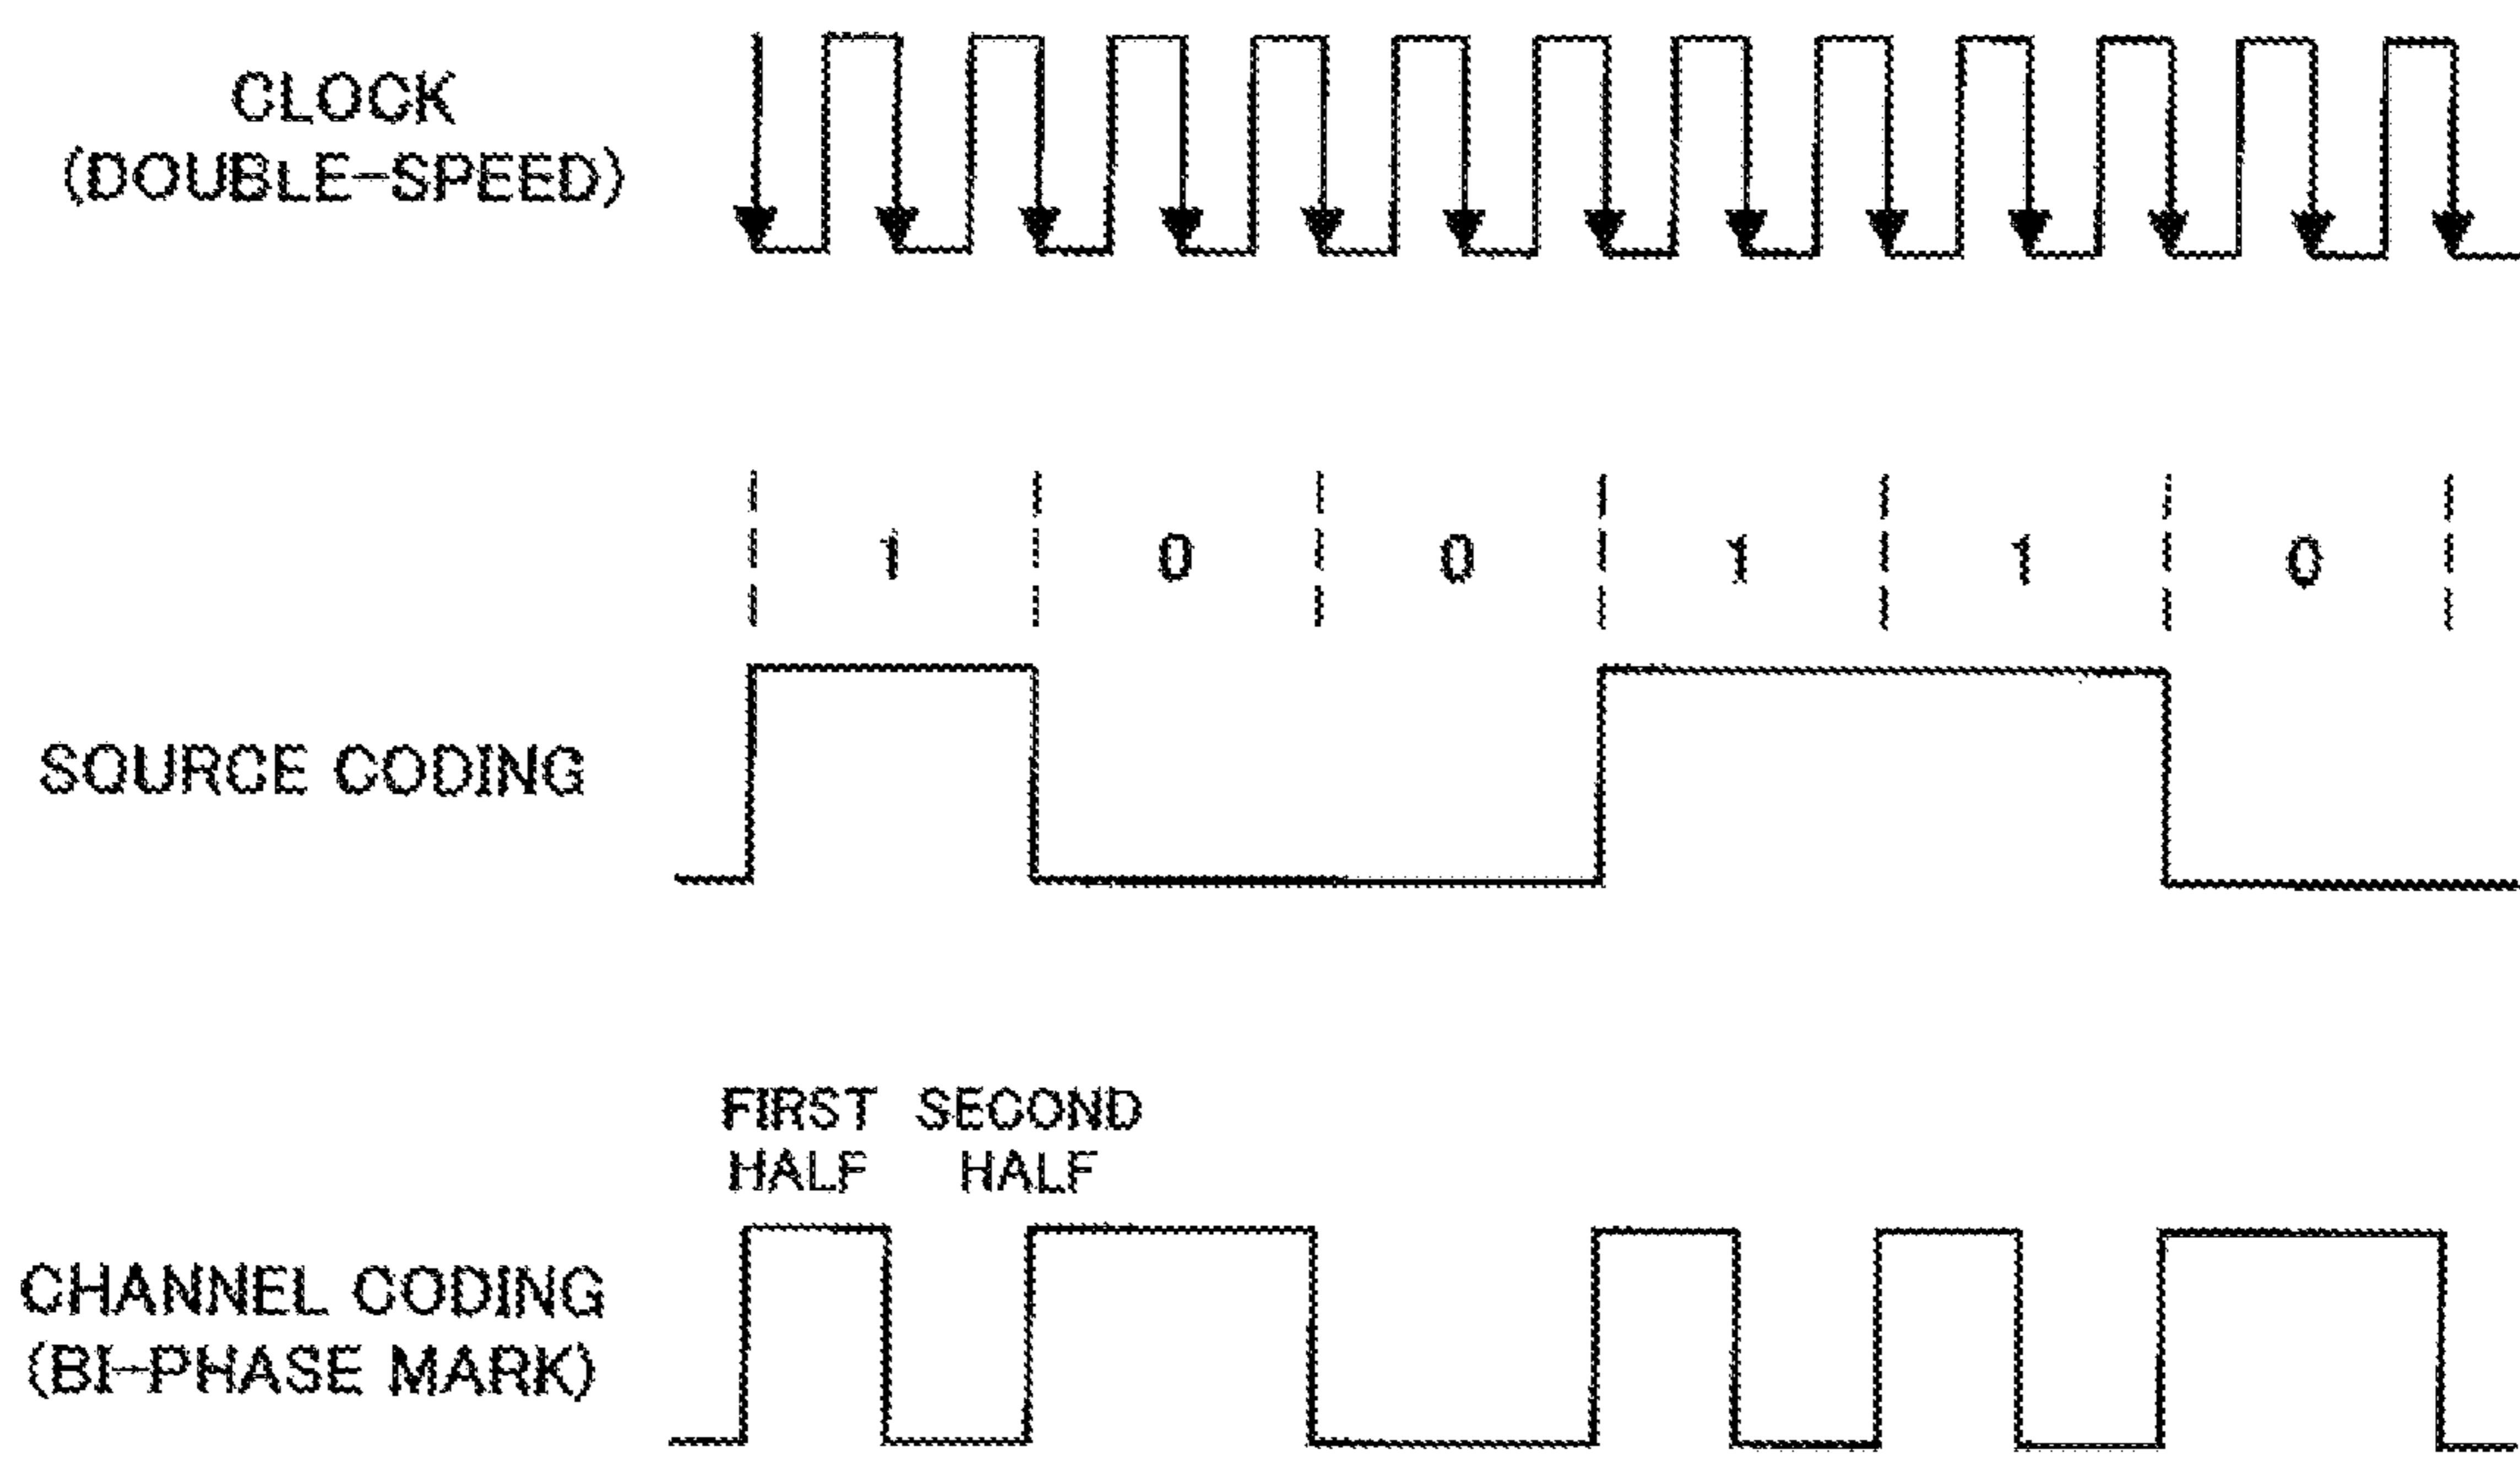 CLOCK
(DOUBLE-SPEED)
1 0 0 1 1 0
SOURCE CODING
FIRST SECOND
HALF HALF
CHANNEL CODING
(BI-PHASE MARK)